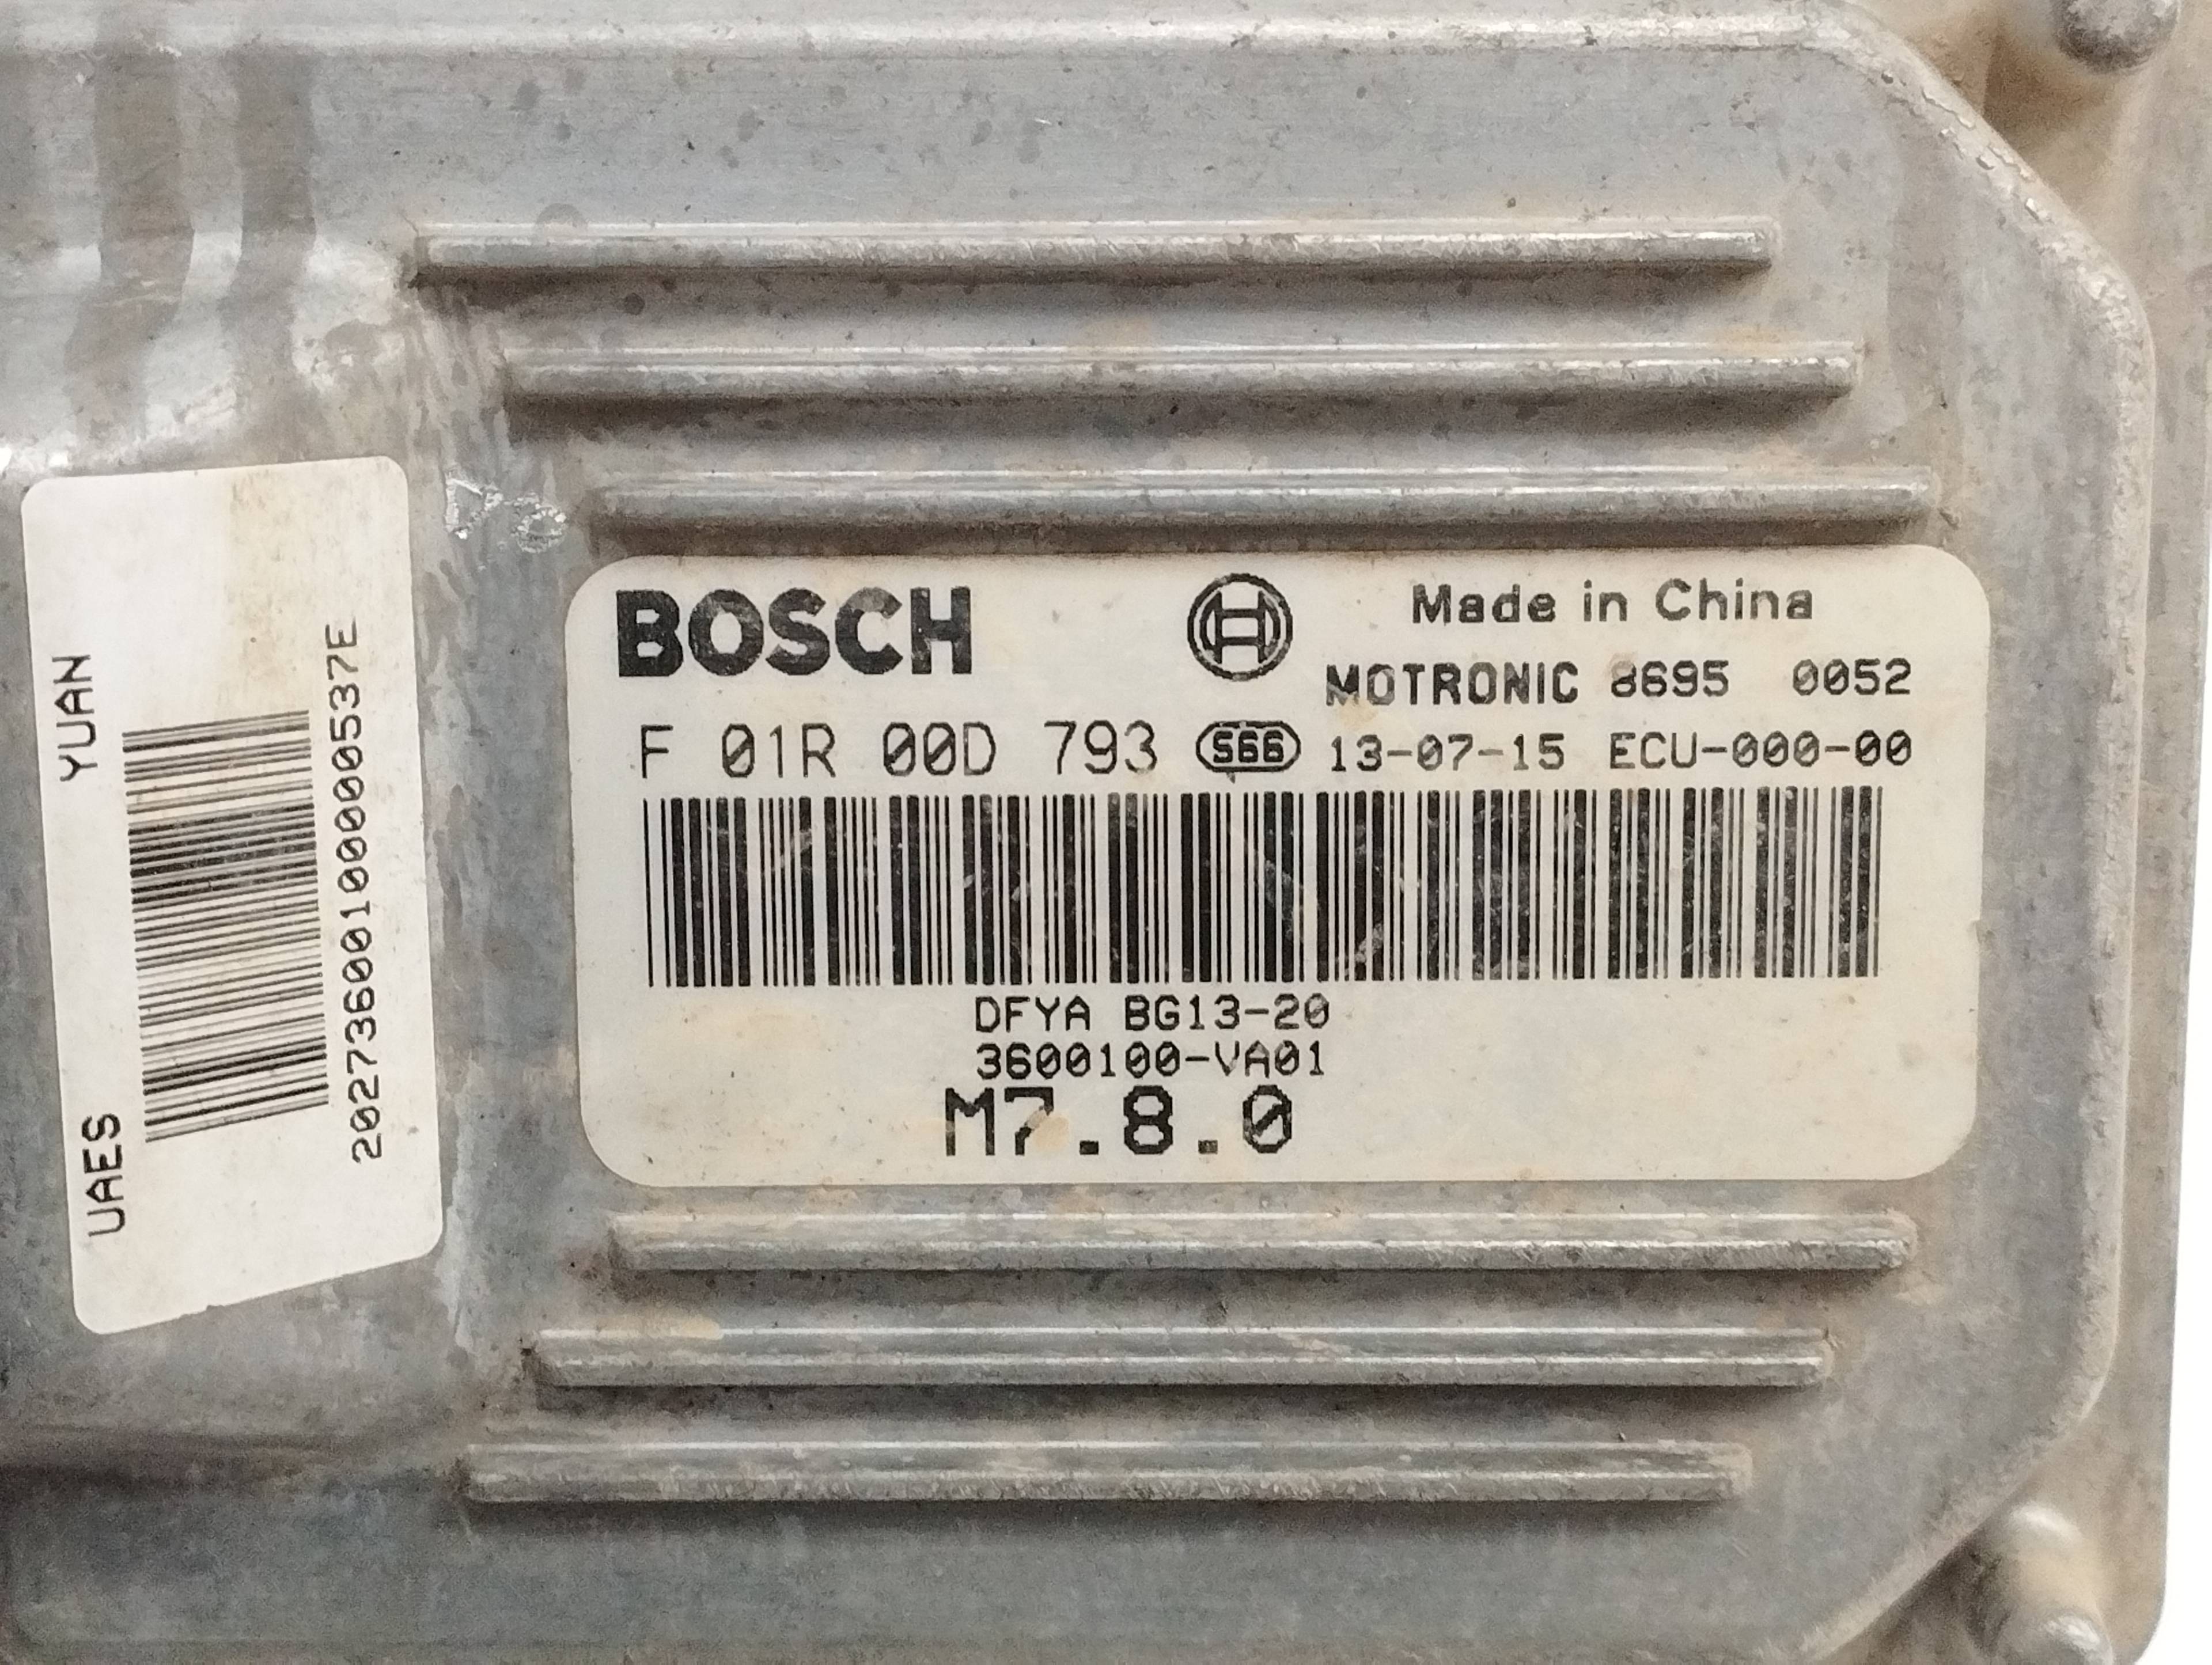 BOSCH
Made in China
MOTRONIC 8695 0052
F 01R 00D 793 S66 13-07-15 ECU-000-00
DFYA BG13-20
3600100-VA01
M7.8.0
UAES YUAN
20273600100000537E